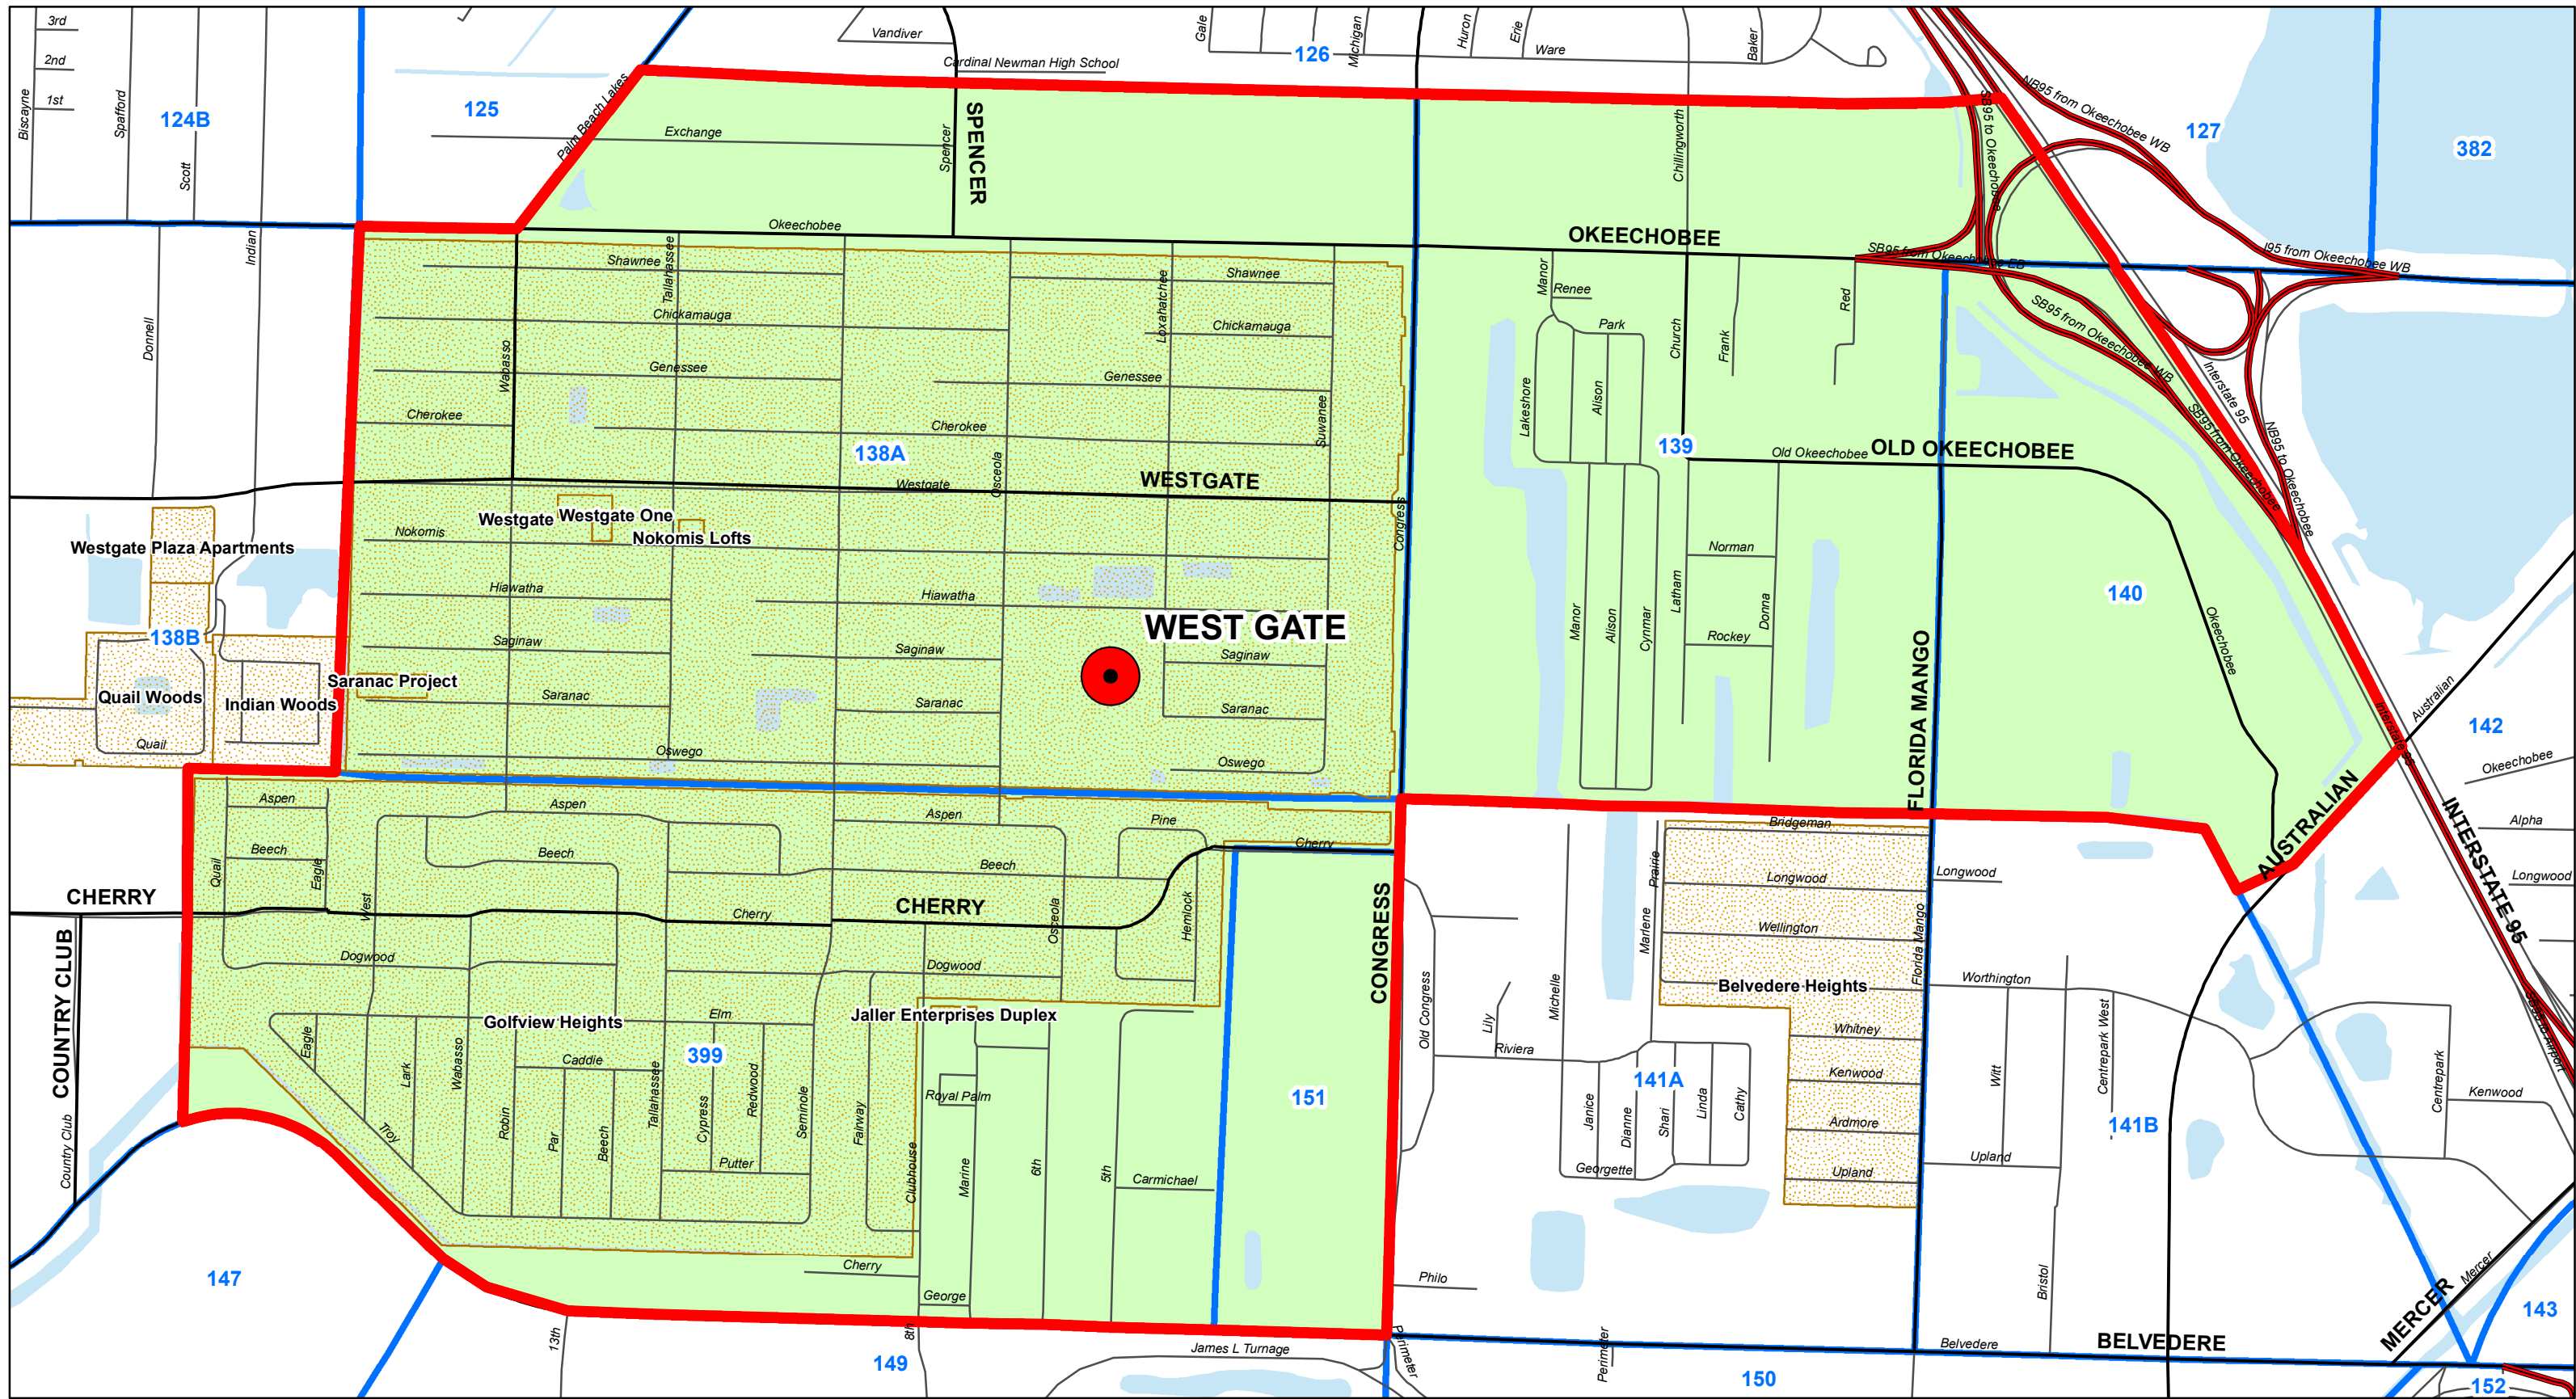 3rd
2nd
1st
Biscayne
Spafford
124B
Scott
Indian
125
Palm Beach Lakes
Exchange
Vandiver
Cardinal Newman High School
Spencer
SPENCER
Gale
126
Michigan
Huron
Erie
Ware
Baker
Chillingworth
SB95 to Okeechobee
NB95 from Okeechobee WB
127
382
Okeechobee
OKEECHOBEE
SB95 from Okeechobee EB
I95 from Okeechobee WB
Donnell
Shawnee
Tallahassee
Loxahatchee
Shawnee
Manor
Renee
Red
SB95 from Okeechobee WB
Chickamauga
Chickamauga
Park
Church
Frank
Wabasso
Genessee
Genessee
Lakeshore
Alison
Interstate 95
Cherokee
Cherokee
Suwanee
138A
139
Old Okeechobee
OLD OKEECHOBEE
SB95 from Okeechobee
NB95 to Okeechobee
Osceola
Westgate
WESTGATE
Congress
Westgate
Westgate One
Nokomis
Nokomis Lofts
Westgate Plaza Apartments
Norman
Hiawatha
Hiawatha
Latham
Donna
140
Okeechobee
WEST GATE
Manor
Alison
Cynmar
Rockey
138B
Saginaw
Saginaw
Saginaw
Saranac Project
Quail Woods
Indian Woods
Saranac
Saranac
Saranac
FLORIDA MANGO
Interstate 95
Australian
142
Quail
Oswego
Oswego
Okeechobee
Aspen
Aspen
Aspen
Pine
Cherry
Bridgeman
AUSTRALIAN
INTERSTATE 95
Alpha
Quail
Beech
Eagle
Beech
Beech
Prairie
Longwood
Longwood
Longwood
CHERRY
West
Cherry
CHERRY
Osceola
Hemlock
CONGRESS
Marlene
Wellington
Florida Mango
COUNTRY CLUB
Dogwood
Dogwood
Old Congress
Lily
Michelle
Belvedere Heights
Worthington
SB95 to Airport
Golfview Heights
Elm
Jaller Enterprises Duplex
Eagle
Lark
Wabasso
Caddie
399
Riviera
Whitney
Robin
Par
Beech
Tallahassee
Cypress
Redwood
Seminole
Fairway
Royal Palm
151
141A
Kenwood
Witt
Centrepark West
Centrepark
Kenwood
Country Club
Troy
Putter
Clubhouse
Marine
6th
5th
Carmichael
Janice
Dianne
Shari
Linda
Cathy
Ardmore
141B
Georgette
Upland
Upland
147
Cherry
George
Philo
Bristol
Mercer
MERCER
143
13th
8th
149
James L Turnage
Perimeter
Perimeter
150
Belvedere
BELVEDERE
152